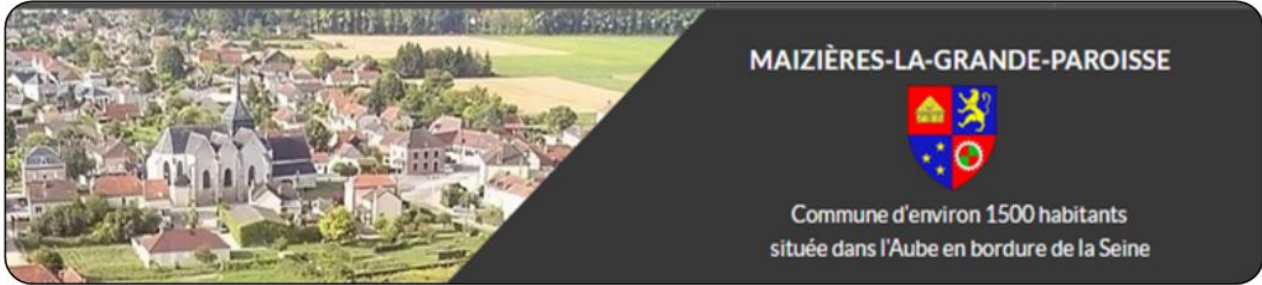 MAIZIÈRES-LA-GRANDE-PAROISSE
Commune d'environ 1500 habitants
située dans l'Aube en bordure de la Seine